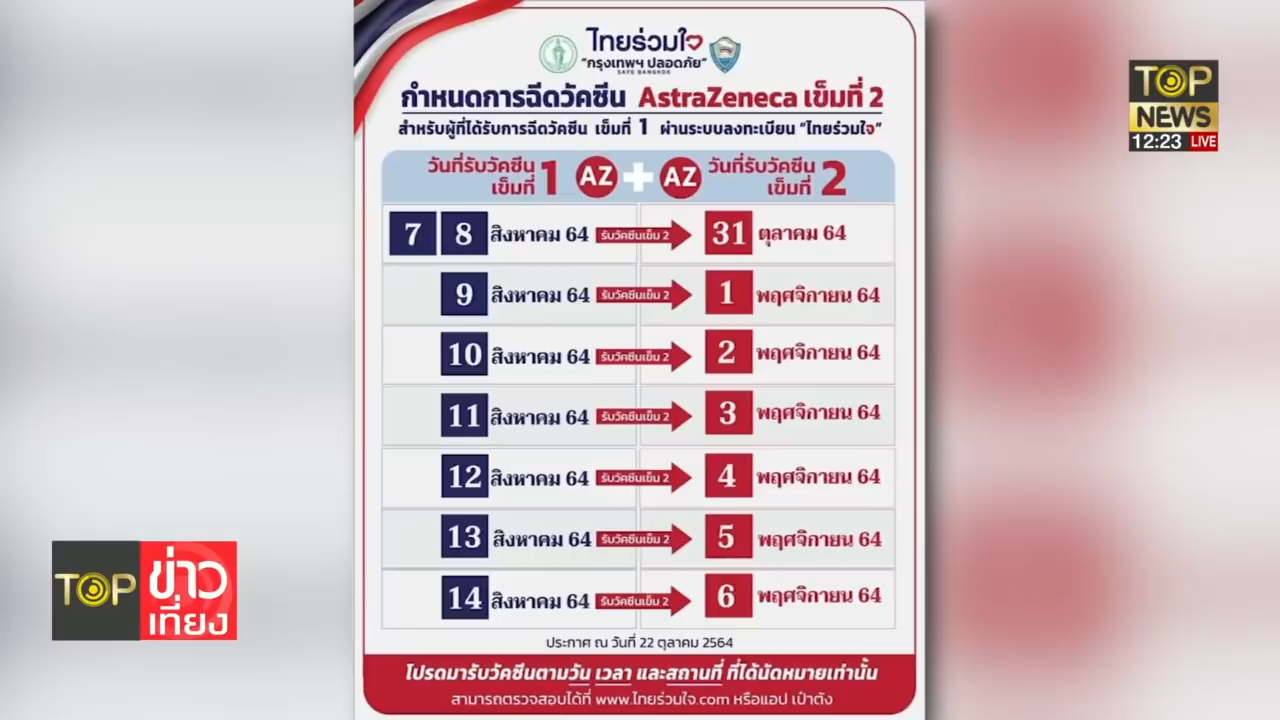 ไทยร่วมใจ
"กรุงเทพฯ ปลอดภัย"
SAFE BANGKOK
กำหนดการฉีดวัคซีน AstraZeneca เข็มที่ 2
สำหรับผู้ที่ได้รับการฉีดวัคซีน เข็มที่ 1 ผ่านระบบลงทะเบียน "ไทยร่วมใจ"
TOP
NEWS
12:23 LIVE
วันที่รับวัคซีน เข็มที่ 1 AZ + AZ วันที่รับวัคซีน เข็มที่ 2
7 8 สิงหาคม 64 รับวัคซีนเข็ม 2 31 ตุลาคม 64
9 สิงหาคม 64 รับวัคซีนเข็ม 2 1 พฤศจิกายน 64
10 สิงหาคม 64 รับวัคซีนเข็ม 2 2 พฤศจิกายน 64
11 สิงหาคม 64 รับวัคซีนเข็ม 2 3 พฤศจิกายน 64
12 สิงหาคม 64 รับวัคซีนเข็ม 2 4 พฤศจิกายน 64
13 สิงหาคม 64 รับวัคซีนเข็ม 2 5 พฤศจิกายน 64
14 สิงหาคม 64 รับวัคซีนเข็ม 2 6 พฤศจิกายน 64
ประกาศ ณ วันที่ 22 ตุลาคม 2564
โปรดมารับวัคซีนตามวัน เวลา และสถานที่ ที่ได้นัดหมายเท่านั้น
สามารถตรวจสอบได้ที่ www.ไทยร่วมใจ.com หรือแอป เป๋าตัง
TOP ข่าว
เที่ยง